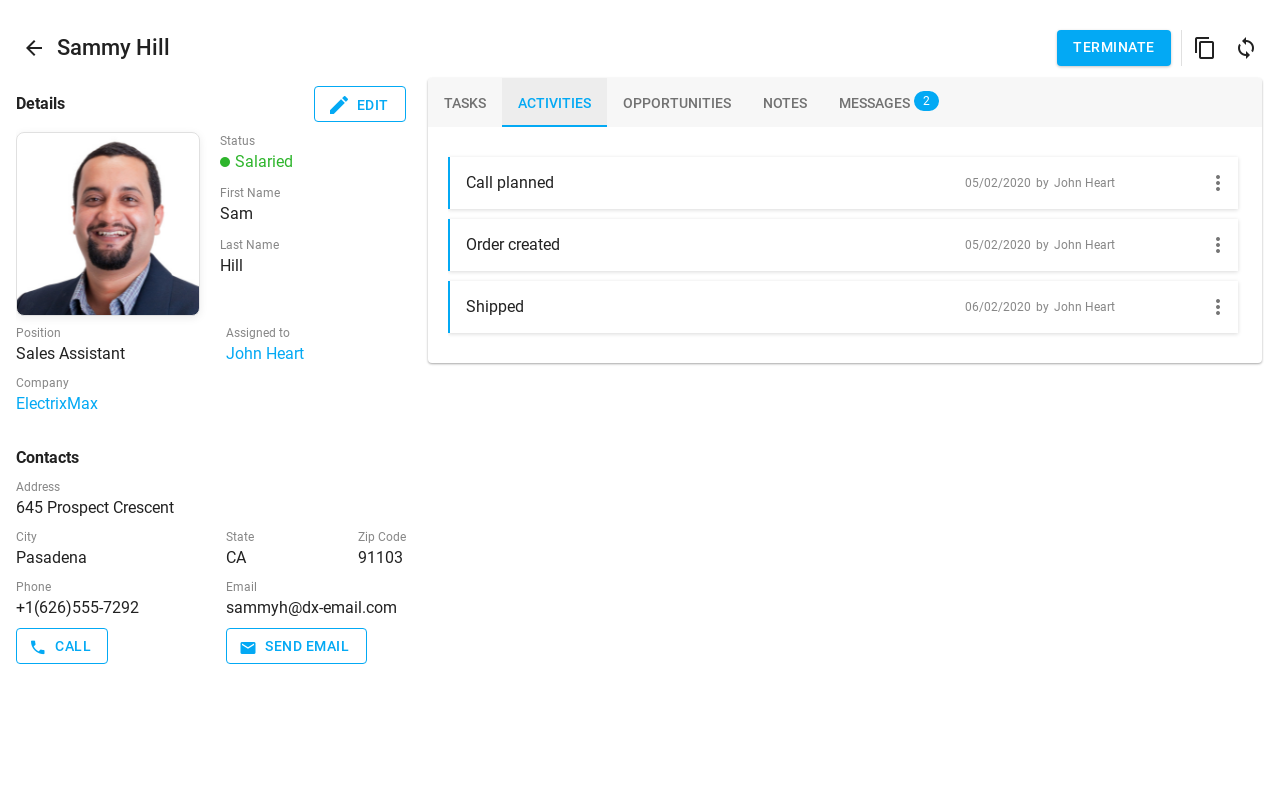 Sammy Hill
TERMINATE
Details
EDIT
Status
Salaried
First Name
Sam
Last Name
Hill
Position
Sales Assistant
Assigned to
John Heart
Company
ElectrixMax
Contacts
Address
645 Prospect Crescent
City
Pasadena
State
CA
Zip Code
91103
Phone
+1(626)555-7292
Email
sammyh@dx-email.com
CALL
SEND EMAIL
TASKS
ACTIVITIES
OPPORTUNITIES
NOTES
MESSAGES 2
Call planned
05/02/2020 by John Heart
Order created
05/02/2020 by John Heart
Shipped
06/02/2020 by John Heart